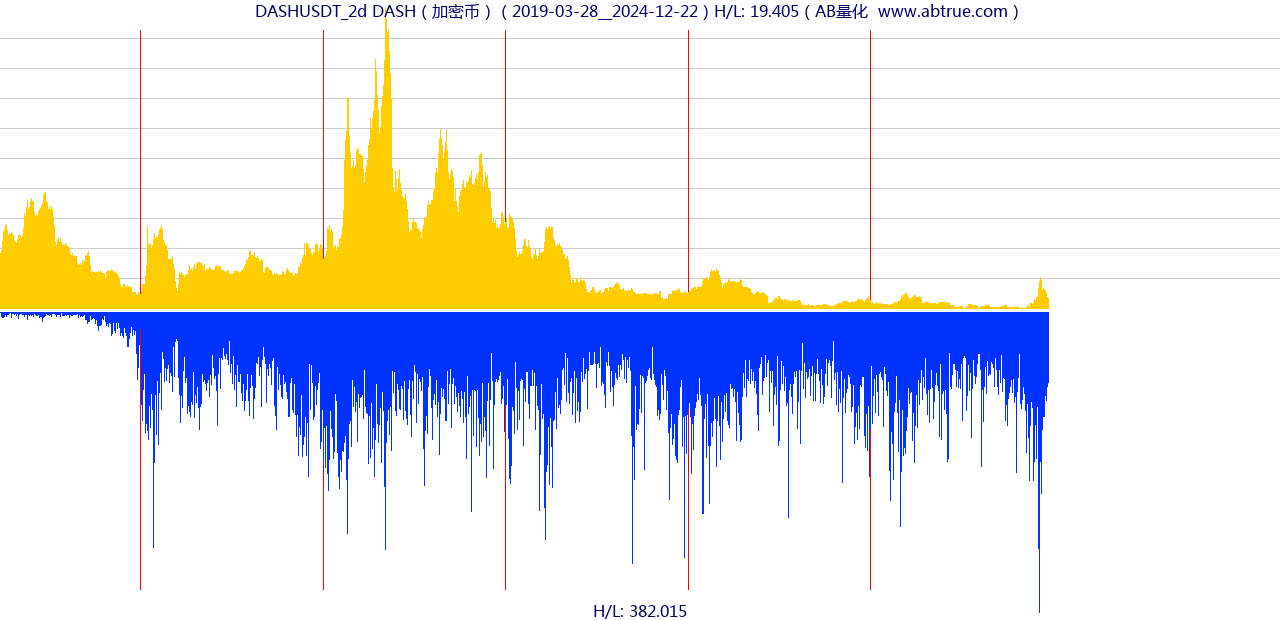 DASHUSDT_2d DASH（加密币）（2019-03-28__2024-12-22）H/L: 19.405（AB量化  www.abtrue.com）
H/L: 382.015